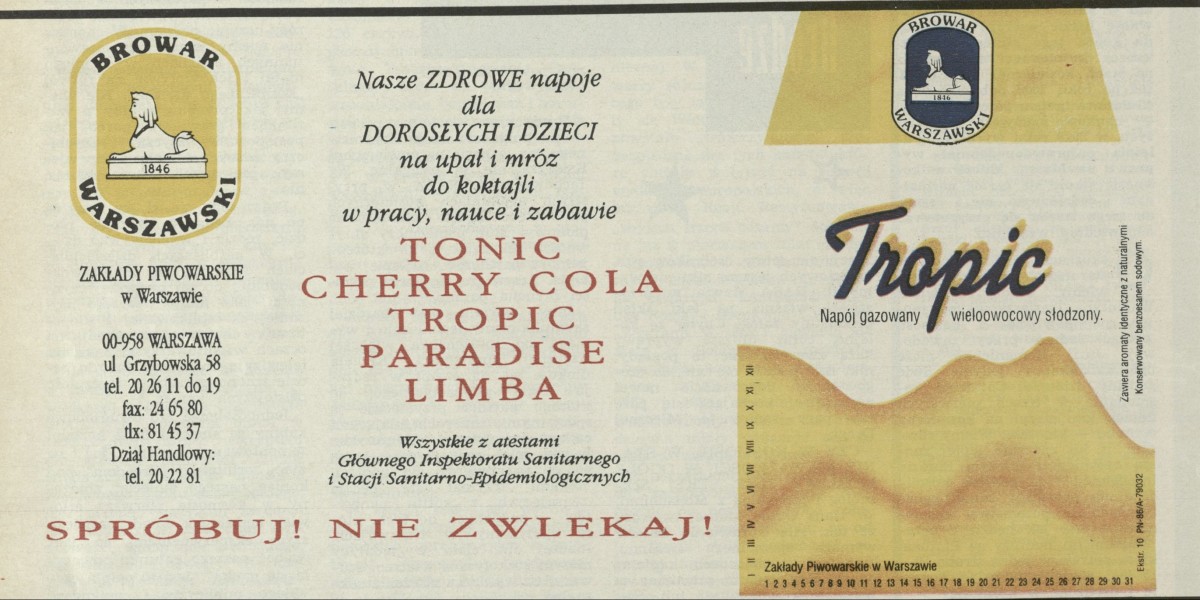 BROWAR
1846
WARSZAWSKI
ZAKŁADY PIWOWARSKIE
w Warszawie
00-958 WARSZAWA
ul Grzybowska 58
tel. 20 26 11 do 19
fax: 24 65 80
tlx: 81 45 37
Dział Handlowy:
tel. 20 22 81
Nasze ZDROWE napoje
dla
DOROSŁYCH I DZIECI
na upał i mróz
do koktajli
w pracy, nauce i zabawie
TONIC
CHERRY COLA
TROPIC
PARADISE
LIMBA
Wszystkie z atestami
Głównego Inspektoratu Sanitarnego
i Stacji Sanitarno-Epidemiologicznych
SPRÓBUJ! NIE ZWLEKAJ!
BROWAR
1846
WARSZAWSKI
Tropic
Napój gazowany wieloowocowy słodzony.
Zawiera aromaty identyczne z naturalnymi
Konserwowany benzoesanem sodowym.
I II III IV V VI VII VIII IX X XI XII
Ekstr. 10 PN-86/A-79032
Zakłady Piwowarskie w Warszawie
1 2 3 4 5 6 7 8 9 10 11 12 13 14 15 16 17 18 19 20 21 22 23 24 25 26 27 28 29 30 31